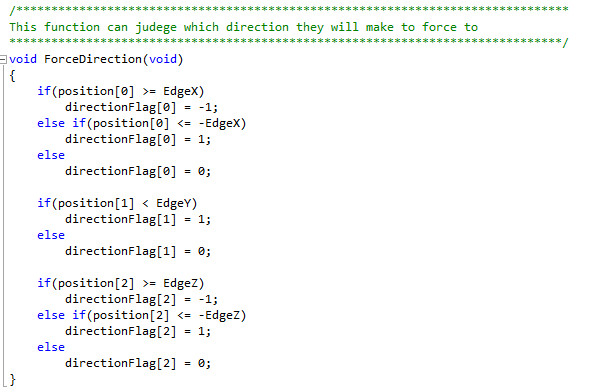 /*******************************************************************************
This function can judege which direction they will make to force to
*******************************************************************************/
void ForceDirection(void)
{
    if(position[0] >= EdgeX)
        directionFlag[0] = -1;
    else if(position[0] <= -EdgeX)
        directionFlag[0] = 1;
    else
        directionFlag[0] = 0;

    if(position[1] < EdgeY)
        directionFlag[1] = 1;
    else
        directionFlag[1] = 0;

    if(position[2] >= EdgeZ)
        directionFlag[2] = -1;
    else if(position[2] <= -EdgeZ)
        directionFlag[2] = 1;
    else
        directionFlag[2] = 0;
}